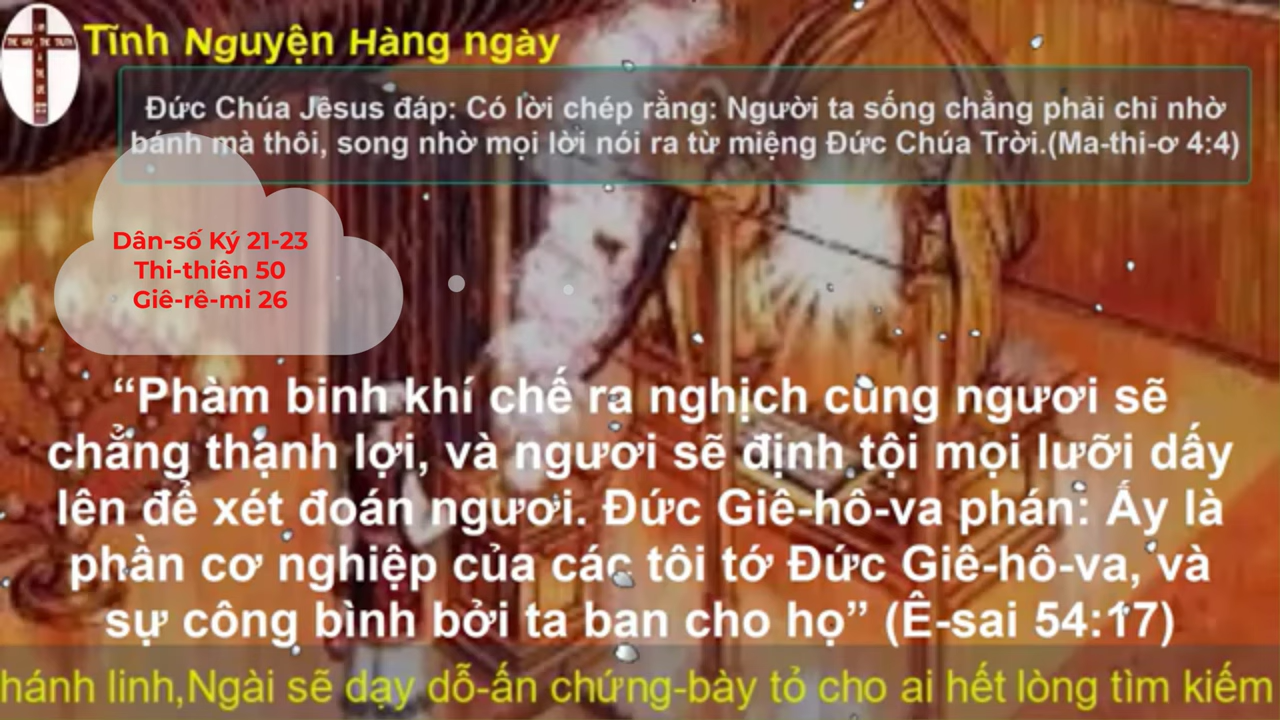 Tĩnh Nguyện Hàng ngày
Đức Chúa Jêsus đáp: Có lời chép rằng: Người ta sống chẳng phải chỉ nhờ
bánh mà thôi, song nhờ mọi lời nói ra từ miệng Đức Chúa Trời.(Ma-thi-ơ 4:4)
Dân-số Ký 21-23
Thi-thiên 50
Giê-rê-mi 26
“Phàm binh khí chế ra nghịch cùng ngươi sẽ
chẳng thạnh lợi, và ngươi sẽ định tội mọi lưỡi dấy
lên để xét đoán ngươi. Đức Giê-hô-va phán: Ấy là
phần cơ nghiệp của các tôi tớ Đức Giê-hô-va, và
sự công bình bởi ta ban cho họ” (Ê-sai 54:17)
hánh linh,Ngài sẽ dạy dỗ-ấn chứng-bày tỏ cho ai hết lòng tìm kiếm